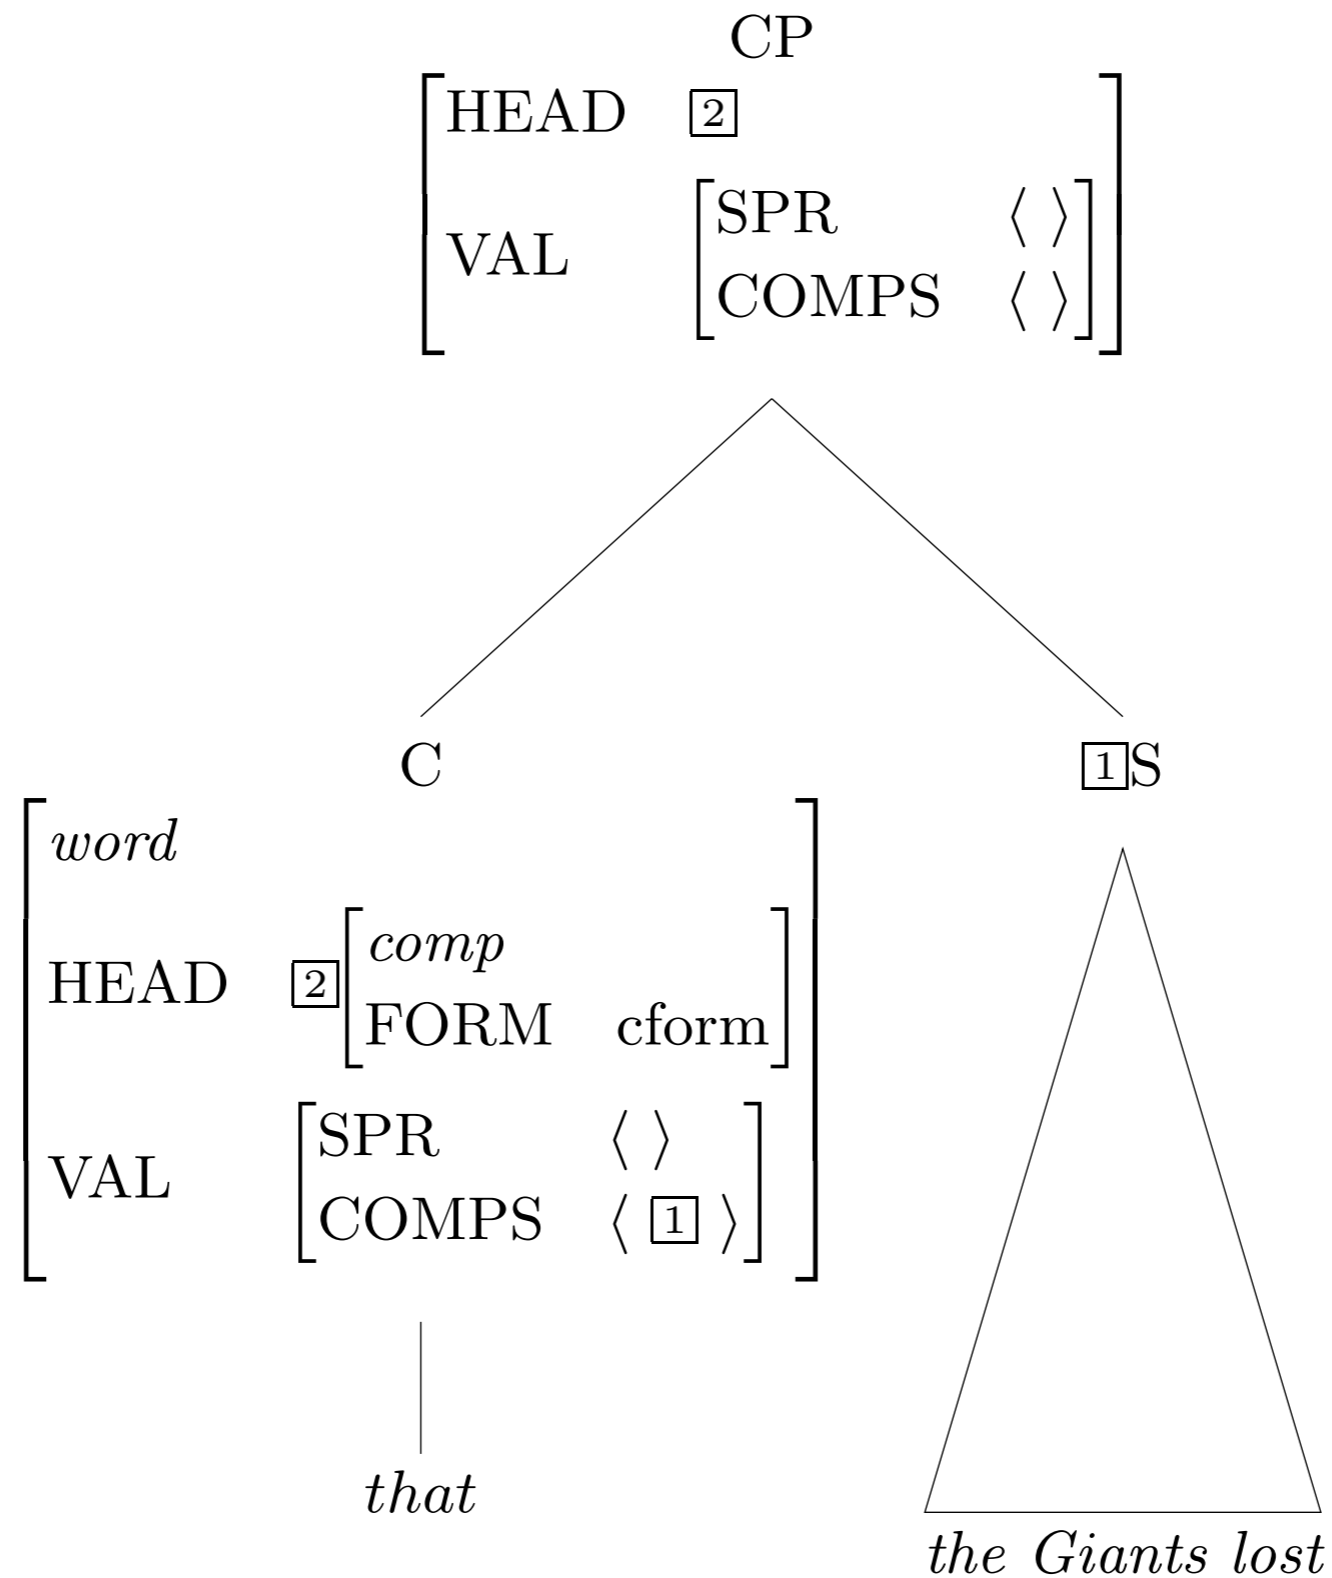 CP
HEAD 2
SPR ⟨ ⟩
VAL
COMPS ⟨ ⟩
C
1 S
word
comp
HEAD 2
FORM cform
SPR ⟨ ⟩
VAL
COMPS ⟨ 1 ⟩
that
the Giants lost